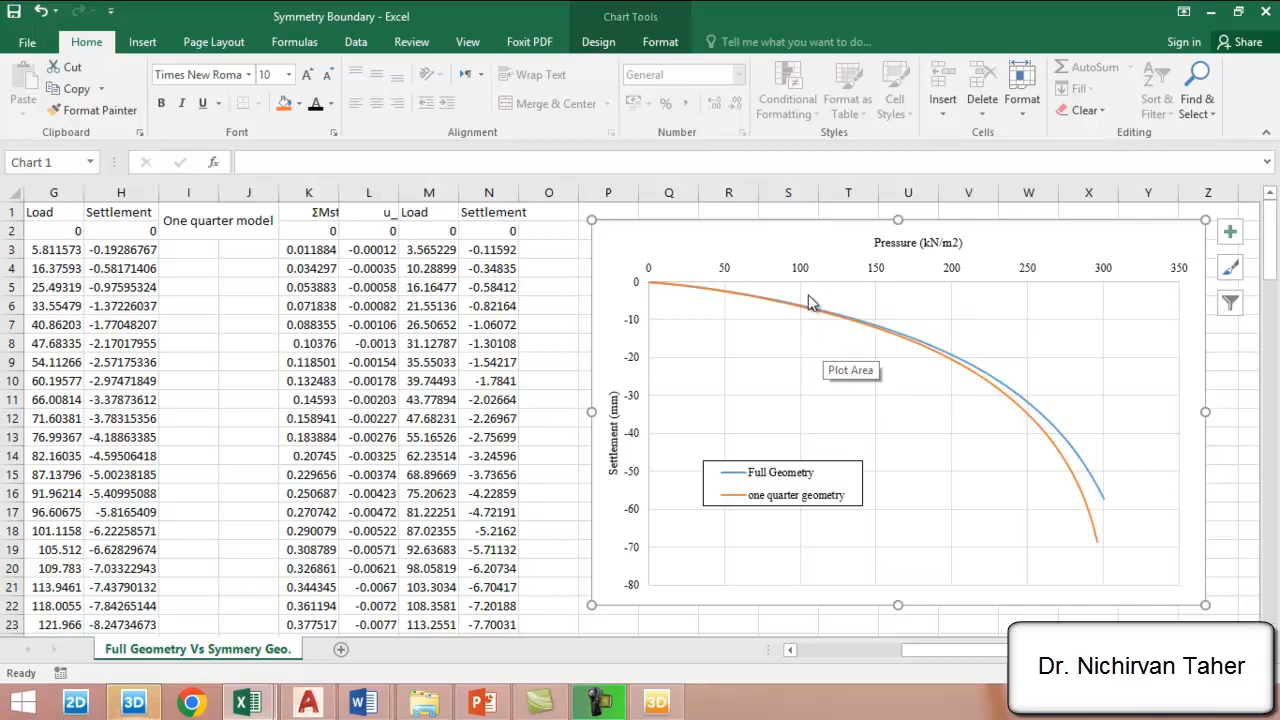 Symmetry Boundary - Excel
Chart Tools
File
Home
Insert
Page Layout
Formulas
Data
Review
View
Foxit PDF
Design
Format
Tell me what you want to do...
Sign in
Share
Paste
Cut
Copy
Format Painter
Clipboard
Times New Roma
10
B I U
Font
Wrap Text
Merge & Center
Alignment
General
%
Number
Conditional Formatting
Format as Table
Cell Styles
Styles
Insert
Delete
Format
Cells
AutoSum
Fill
Clear
Sort & Filter
Find & Select
Editing
Chart 1
fx
G H I J K L M N O P Q R S T U V W X Y Z
1 Load Settlement One quarter model ΣMst u_ Load Settlement
2 0 0 0 0 0 0
3 5.811573 -0.19286767 0.011884 -0.00012 3.565229 -0.11592
4 16.37593 -0.58171406 0.034297 -0.00035 10.28899 -0.34835
5 25.49319 -0.97595324 0.053883 -0.00058 16.16477 -0.58412
6 33.55479 -1.37226037 0.071838 -0.00082 21.55136 -0.82164
7 40.86203 -1.77048207 0.088355 -0.00106 26.50652 -1.06072
8 47.68335 -2.17017955 0.10376 -0.0013 31.12787 -1.30108
9 54.11266 -2.57175336 0.118501 -0.00154 35.55033 -1.54217
10 60.19577 -2.97471849 0.132483 -0.00178 39.74493 -1.7841
11 66.00814 -3.37873612 0.14593 -0.00203 43.77894 -2.02664
12 71.60381 -3.78315356 0.158941 -0.00227 47.68231 -2.26967
13 76.99367 -4.18863385 0.183884 -0.00276 55.16526 -2.75699
14 82.16035 -4.59506418 0.20745 -0.00325 62.23514 -3.24596
15 87.13796 -5.00238185 0.229656 -0.00374 68.89669 -3.73656
16 91.96214 -5.40995088 0.250687 -0.00423 75.20623 -4.22859
17 96.60675 -5.8165409 0.270742 -0.00472 81.22251 -4.72191
18 101.1158 -6.22258571 0.290079 -0.00522 87.02355 -5.2162
19 105.512 -6.62829674 0.308789 -0.00571 92.63683 -5.71132
20 109.783 -7.03322943 0.326861 -0.00621 98.05819 -6.20734
21 113.9461 -7.43790132 0.344345 -0.0067 103.3034 -6.70401
22 118.0055 -7.84265144 0.361194 -0.0072 108.3581 -7.20188
23 121.966 -8.24734673 0.377517 -0.0077 113.2551 -7.70031
Pressure (kN/m2)
0 50 100 150 200 250 300 350
0
-10
-20
-30
-40
-50
-60
-70
-80
Settlement (mm)
Plot Area
Full Geometry
one quarter geometry
Full Geometry Vs Symmery Geo.
Ready
2D
3D
3D
Dr. Nichirvan Taher